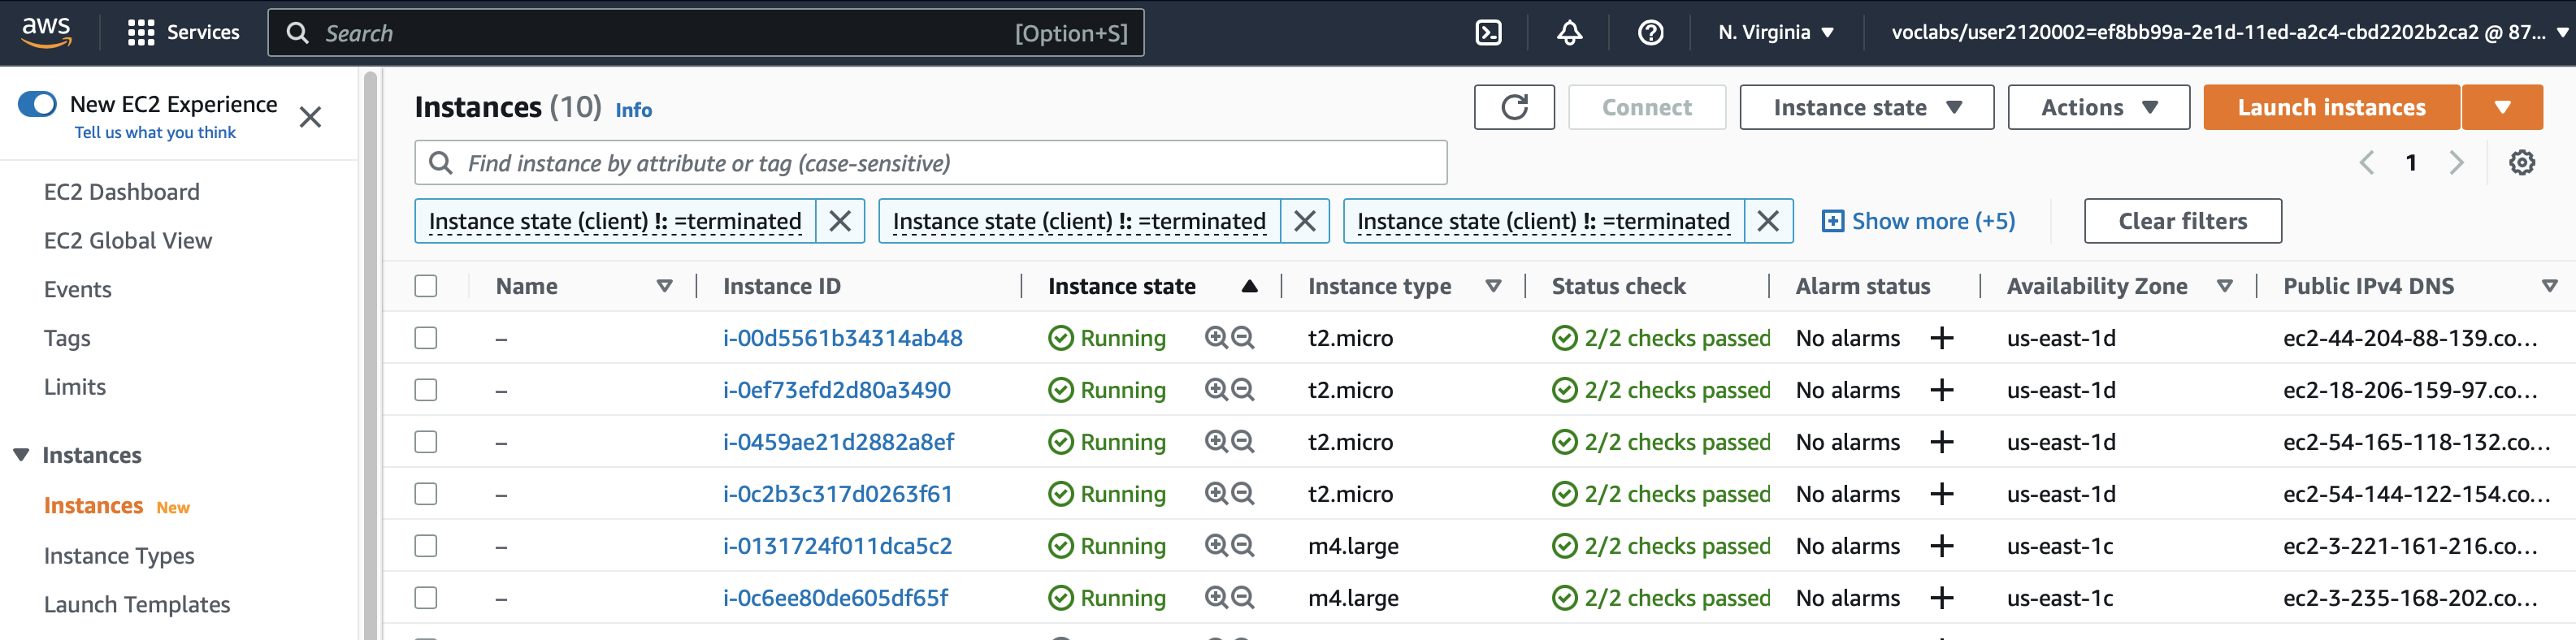 aws Services Search [Option+S] N. Virginia ▼ voclabs/user2120002=ef8bb99a-2e1d-11ed-a2c4-cbd2202b2ca2 @ 87... ▼
New EC2 Experience
Tell us what you think
EC2 Dashboard
EC2 Global View
Events
Tags
Limits
Instances
Instances New
Instance Types
Launch Templates
Instances (10) Info Connect Instance state ▼ Actions ▼ Launch instances ▼
Find instance by attribute or tag (case-sensitive) 1
Instance state (client) !: =terminated Instance state (client) !: =terminated Instance state (client) !: =terminated Show more (+5) Clear filters
Name Instance ID Instance state Instance type Status check Alarm status Availability Zone Public IPv4 DNS
– i-00d5561b34314ab48 Running t2.micro 2/2 checks passed No alarms + us-east-1d ec2-44-204-88-139.co...
– i-0ef73efd2d80a3490 Running t2.micro 2/2 checks passed No alarms + us-east-1d ec2-18-206-159-97.co...
– i-0459ae21d2882a8ef Running t2.micro 2/2 checks passed No alarms + us-east-1d ec2-54-165-118-132.co...
– i-0c2b3c317d0263f61 Running t2.micro 2/2 checks passed No alarms + us-east-1d ec2-54-144-122-154.co...
– i-0131724f011dca5c2 Running m4.large 2/2 checks passed No alarms + us-east-1c ec2-3-221-161-216.co...
– i-0c6ee80de605df65f Running m4.large 2/2 checks passed No alarms + us-east-1c ec2-3-235-168-202.co...